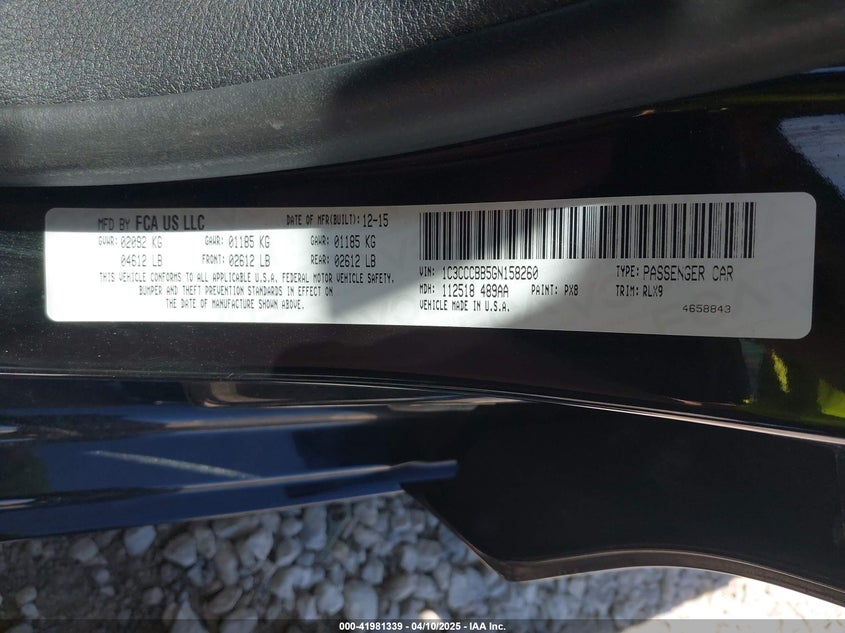 MFD BY FCA US LLC
DATE OF MFR(BUILT): 12-15
GVWR: 02092 KG GAWR: 01185 KG GAWR: 01185 KG
04612 LB FRONT: 02612 LB REAR: 02612 LB
THIS VEHICLE CONFORMS TO ALL APPLICABLE U.S.A. FEDERAL MOTOR VEHICLE SAFETY,
BUMPER AND THEFT PREVENTION STANDARDS IN EFFECT ON
THE DATE OF MANUFACTURE SHOWN ABOVE.
VIN: 1C3CCCBB5GN158260 TYPE: PASSENGER CAR
MDH: 112518 489AA PAINT: PX8 TRIM: RLX9
VEHICLE MADE IN U.S.A. 4658843
000-41981339 - 04/10/2025 - IAA Inc.